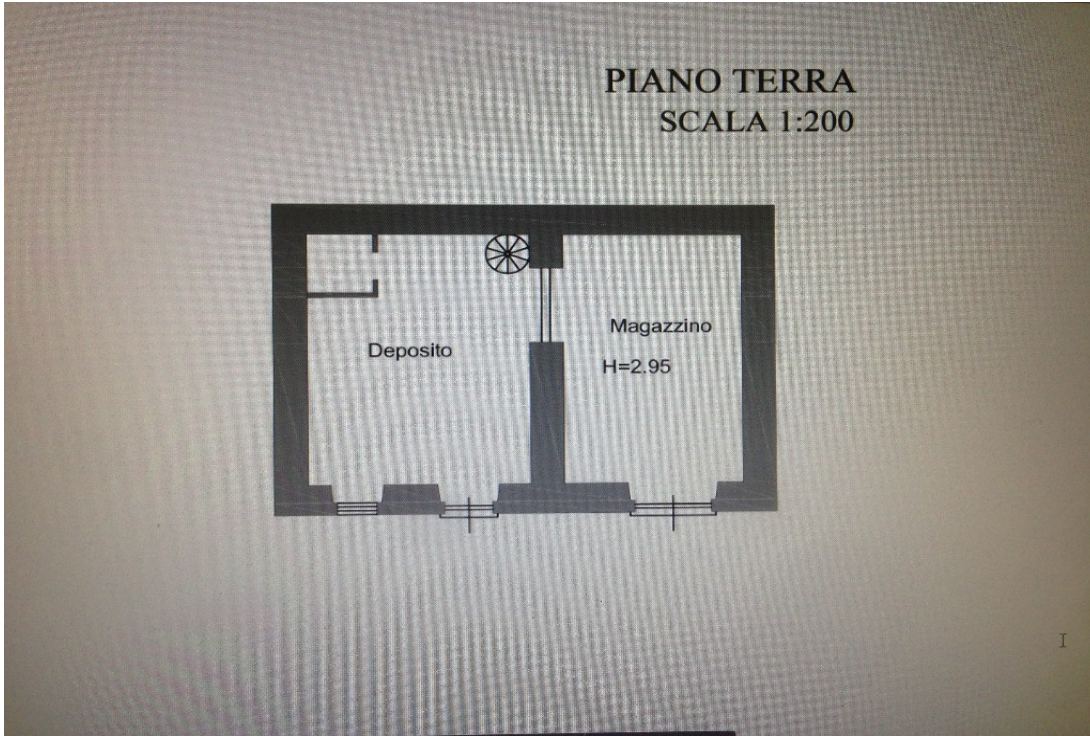 PIANO TERRA
SCALA 1:200
Magazzino
Deposito
H=2.95